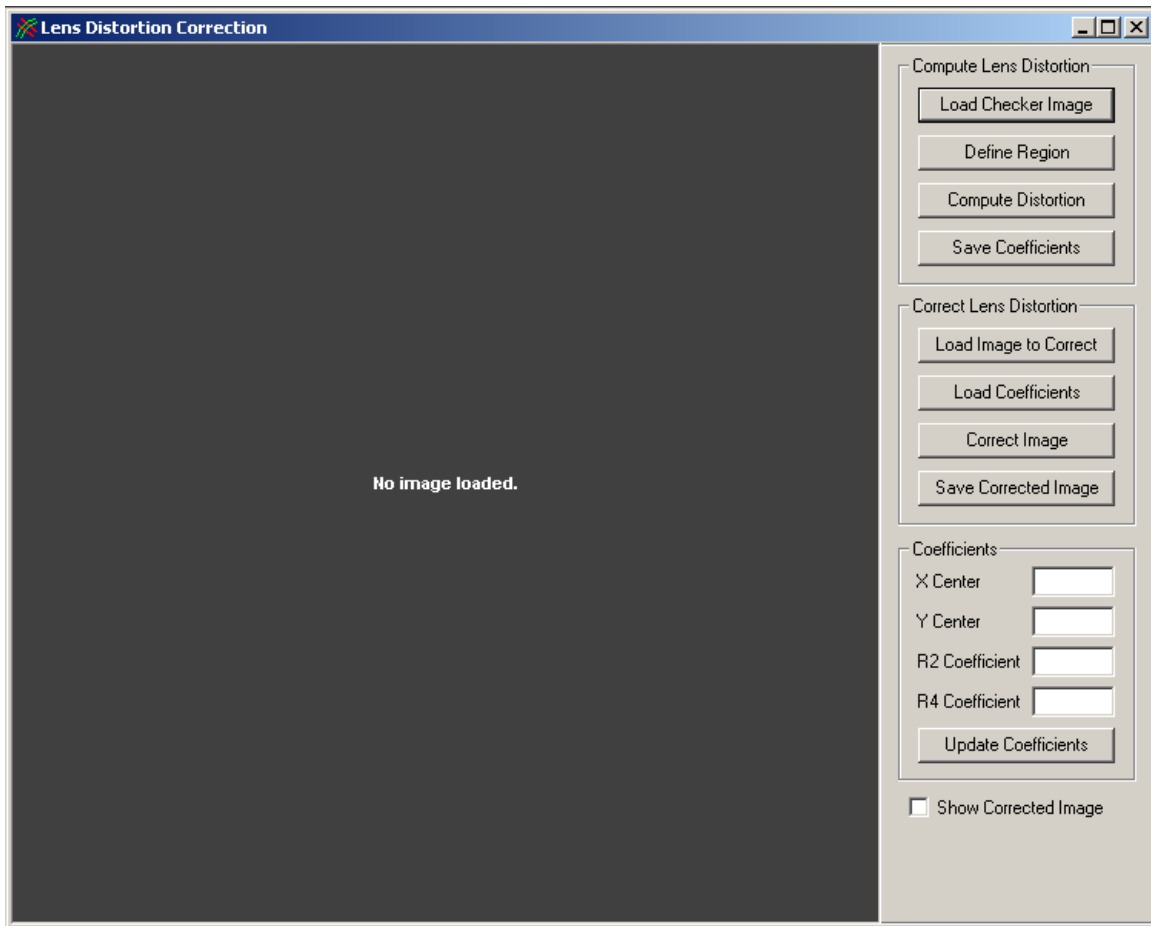 Lens Distortion Correction
No image loaded.
Compute Lens Distortion
Load Checker Image
Define Region
Compute Distortion
Save Coefficients
Correct Lens Distortion
Load Image to Correct
Load Coefficients
Correct Image
Save Corrected Image
Coefficients
X Center
Y Center
R2 Coefficient
R4 Coefficient
Update Coefficients
Show Corrected Image